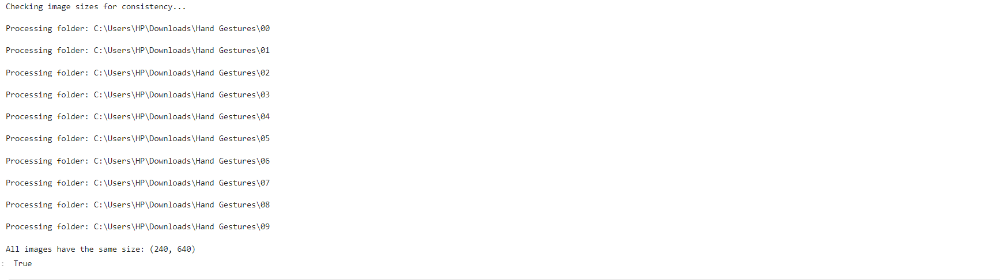 Checking image sizes for consistency...
Processing folder: C:\Users\HP\Downloads\Hand Gestures\00
Processing folder: C:\Users\HP\Downloads\Hand Gestures\01
Processing folder: C:\Users\HP\Downloads\Hand Gestures\02
Processing folder: C:\Users\HP\Downloads\Hand Gestures\03
Processing folder: C:\Users\HP\Downloads\Hand Gestures\04
Processing folder: C:\Users\HP\Downloads\Hand Gestures\05
Processing folder: C:\Users\HP\Downloads\Hand Gestures\06
Processing folder: C:\Users\HP\Downloads\Hand Gestures\07
Processing folder: C:\Users\HP\Downloads\Hand Gestures\08
Processing folder: C:\Users\HP\Downloads\Hand Gestures\09
All images have the same size: (240, 640)
: True